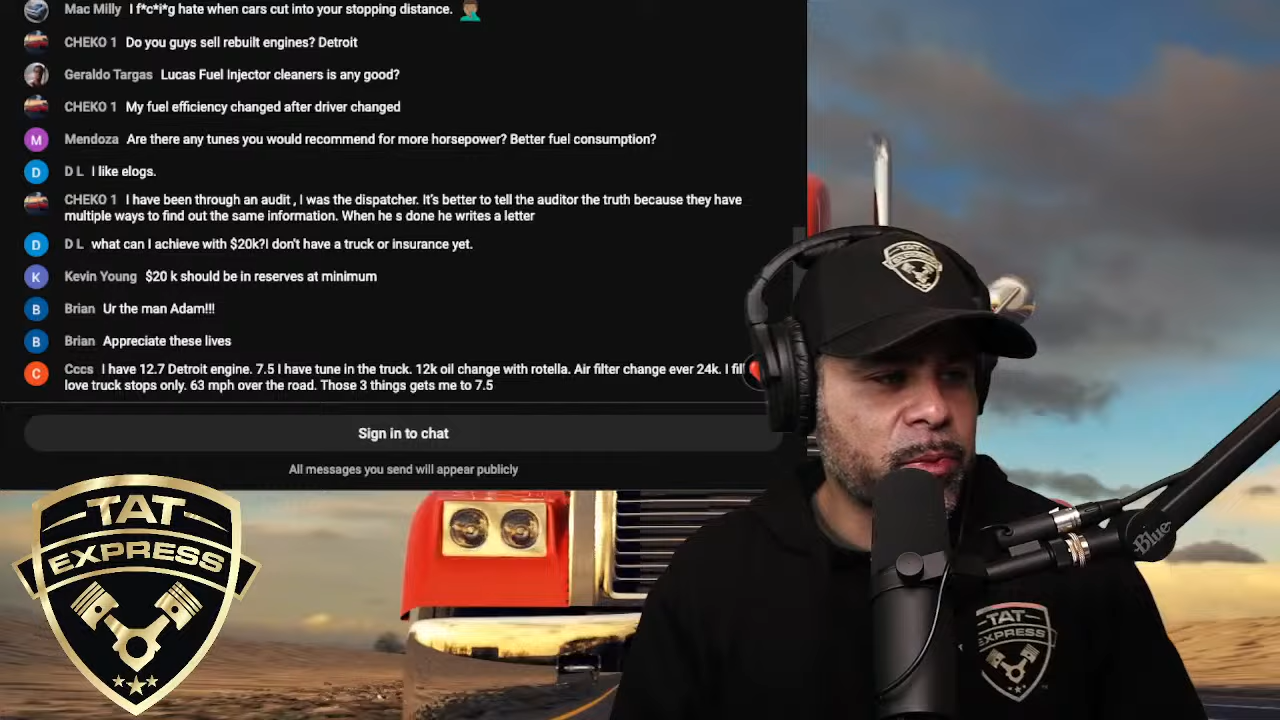 Mac Milly I f*c*i*g hate when cars cut into your stopping distance.
CHEKO 1 Do you guys sell rebuilt engines? Detroit
Geraldo Targas Lucas Fuel Injector cleaners is any good?
CHEKO 1 My fuel efficiency changed after driver changed
M Mendoza Are there any tunes you would recommend for more horsepower? Better fuel consumption?
D D L I like elogs.
CHEKO 1 I have been through an audit , I was the dispatcher. It's better to tell the auditor the truth because they have
multiple ways to find out the same information. When he s done he writes a letter
D D L what can I achieve with $20k?I don't have a truck or insurance yet.
K Kevin Young $20 k should be in reserves at minimum
B Brian Ur the man Adam!!!
B Brian Appreciate these lives
C Cccs I have 12.7 Detroit engine. 7.5 I have tune in the truck. 12k oil change with rotella. Air filter change ever 24k. I fill
love truck stops only. 63 mph over the road. Those 3 things gets me to 7.5
Sign in to chat
All messages you send will appear publicly
TAT
EXPRESS
TAT
Blue
TAT
EXPRESS